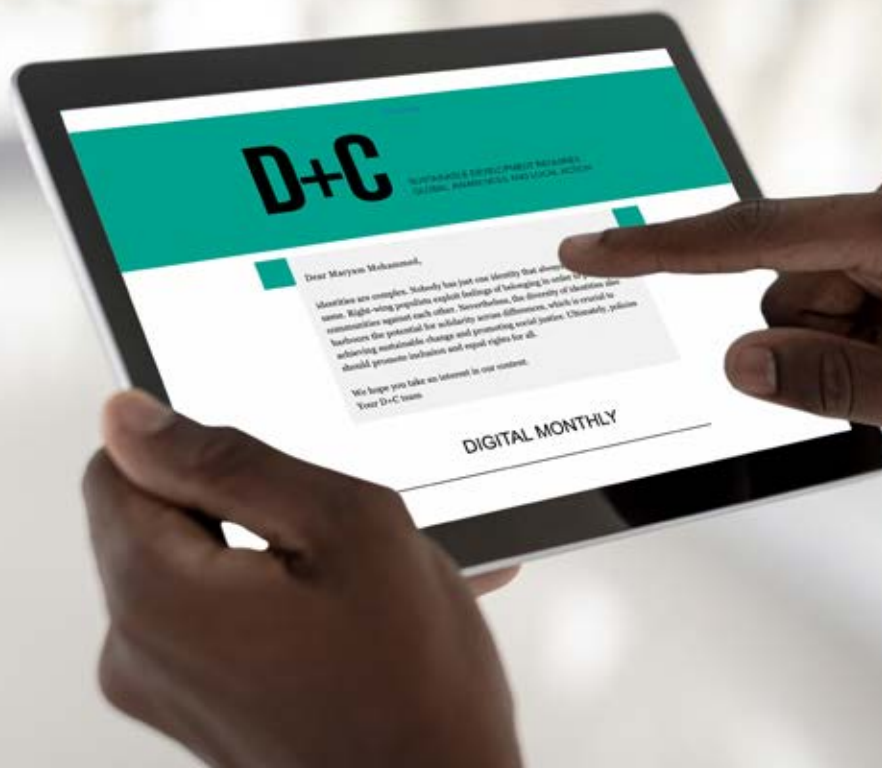 D+C
SUSTAINABLE DEVELOPMENT REQUIRES
GLOBAL AWARENESS AND LOCAL ACTION
Dear Maryam Mohammed,
identities are complex. Nobody has just one identity that always
same. Right-wing populists exploit feelings of belonging in order to
communities against each other. Nevertheless, the diversity of identities also
harbours the potential for solidarity across differences, which is crucial to
achieving sustainable change and promoting social justice. Ultimately, policies
should promote inclusion and equal rights for all.
We hope you take an interest in our content.
Your D+C team
DIGITAL MONTHLY